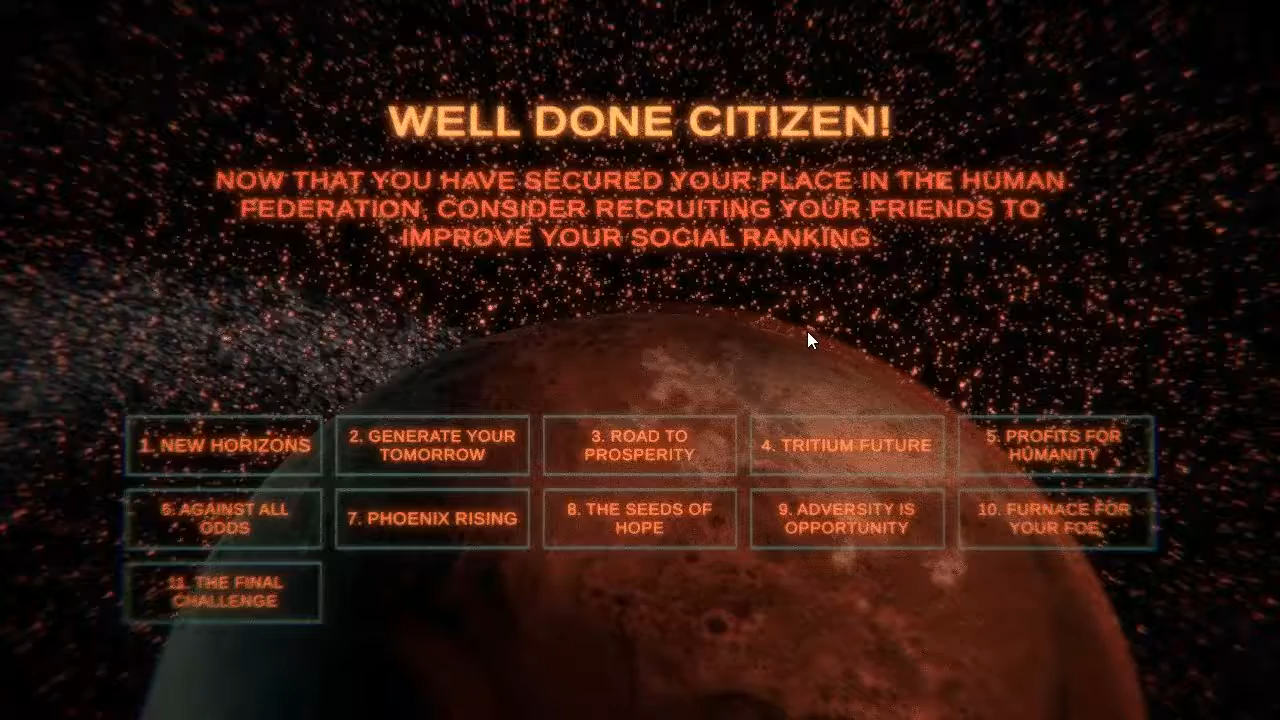 WELL DONE CITIZEN!
NOW THAT YOU HAVE SECURED YOUR PLACE IN THE HUMAN
FEDERATION, CONSIDER RECRUITING YOUR FRIENDS TO
IMPROVE YOUR SOCIAL RANKING.
1. NEW HORIZONS
2. GENERATE YOUR
TOMORROW
3. ROAD TO
PROSPERITY
4. TRITIUM FUTURE
5. PROFITS FOR
HUMANITY
6. AGAINST ALL
ODDS
7. PHOENIX RISING
8. THE SEEDS OF
HOPE
9. ADVERSITY IS
OPPORTUNITY
10. FURNACE FOR
YOUR FOE
11. THE FINAL
CHALLENGE